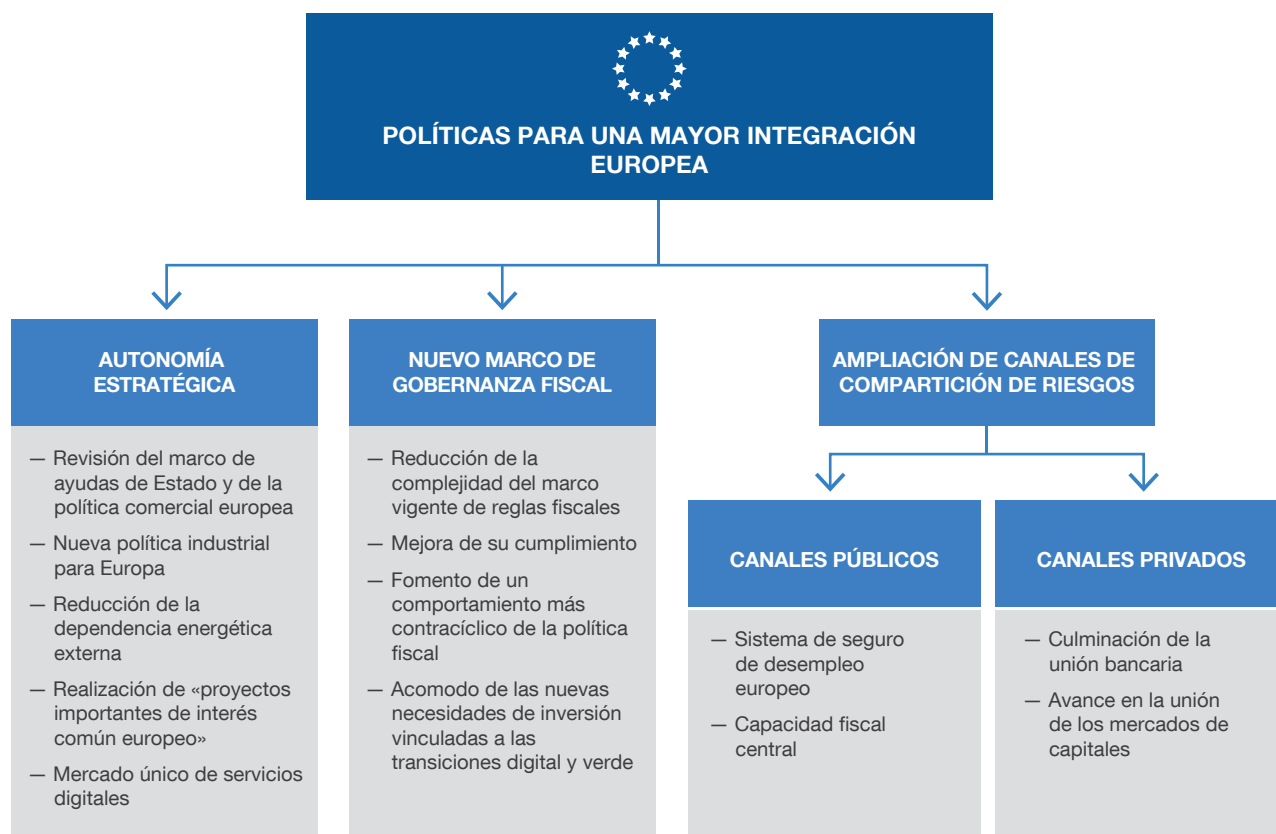 POLÍTICAS PARA UNA MAYOR INTEGRACIÓN
EUROPEA
AUTONOMÍA
ESTRATÉGICA
— Revisión del marco de
ayudas de Estado y de la
política comercial europea
— Nueva política industrial
para Europa
— Reducción de la
dependencia energética
externa
— Realización de «proyectos
importantes de interés
común europeo»
— Mercado único de servicios
digitales
NUEVO MARCO DE
GOBERNANZA FISCAL
— Reducción de la
complejidad del marco
vigente de reglas fiscales
— Mejora de su cumplimiento
— Fomento de un
comportamiento más
contracíclico de la política
fiscal
— Acomodo de las nuevas
necesidades de inversión
vinculadas a las
transiciones digital y verde
AMPLIACIÓN DE CANALES DE
COMPARTICIÓN DE RIESGOS
CANALES PÚBLICOS
— Sistema de seguro
de desempleo
europeo
— Capacidad fiscal
central
CANALES PRIVADOS
— Culminación de la
unión bancaria
— Avance en la unión
de los mercados de
capitales